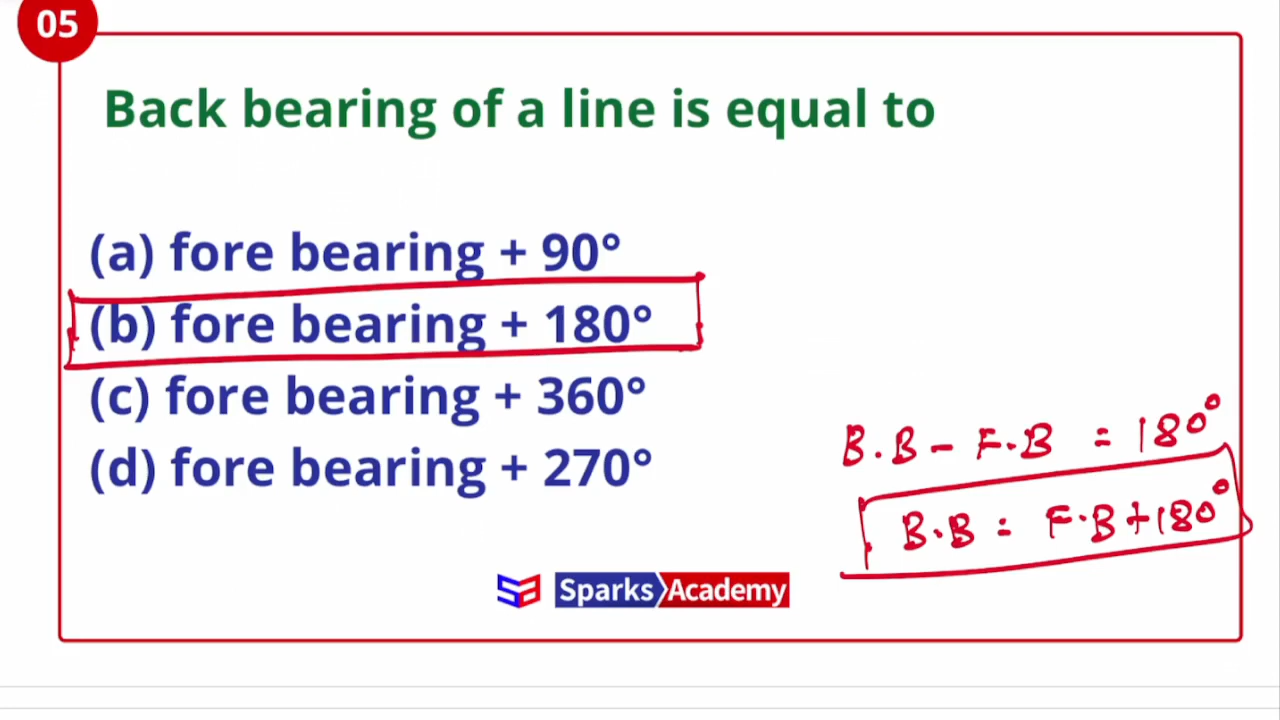 05
Back bearing of a line is equal to
(a) fore bearing + 90°
(b) fore bearing + 180°
(c) fore bearing + 360°
(d) fore bearing + 270°
B.B - F.B = 180°
B.B = F.B+180°
SA Sparks Academy